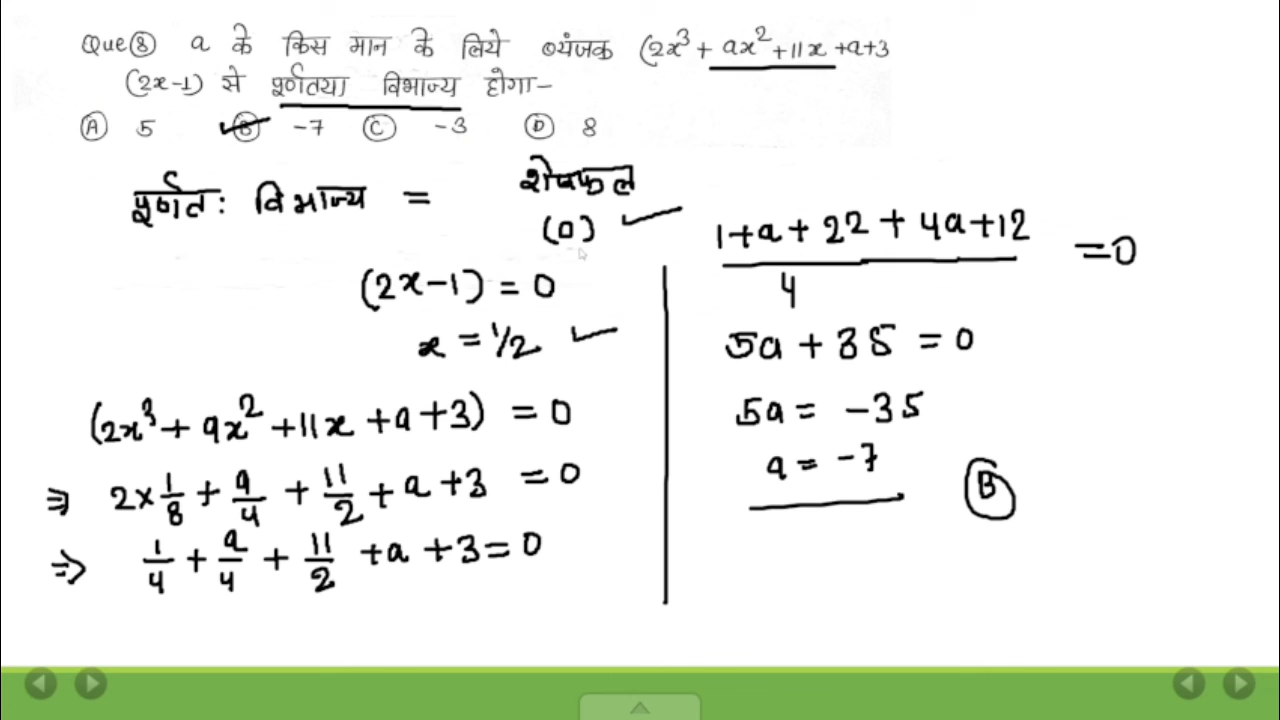 Que⑧ a के किस मान के लिये व्यंजक (2x³ + ax² + 11x + a + 3
(2x-1) से पूर्णतया विभाज्य होगा-
Ⓐ 5 Ⓑ -7 Ⓒ -3 Ⓓ 8
पूर्णत: विभाज्य = शेषफल
(0)
(2x-1) = 0
x = 1/2
(2x³ + ax² + 11x + a + 3) = 0
⇒ 2×1/8 + a/4 + 11/2 + a + 3 = 0
⇒ 1/4 + a/4 + 11/2 + a + 3 = 0
1 + a + 22 + 4a + 12 / 4 = 0
5a + 35 = 0
5a = -35
a = -7
Ⓑ